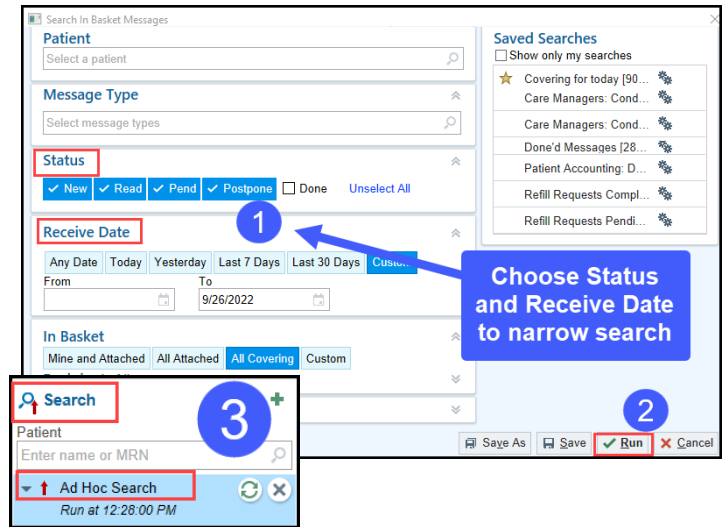 Search In Basket Messages
Patient
Select a patient
Message Type
Select message types
Status
New Read Pend Postpone Done Unselect All
1
Receive Date
Any Date Today Yesterday Last 7 Days Last 30 Days
From To
9/26/2022
In Basket
Mine and Attached All Attached All Covering Custom
Saved Searches
Show only my searches
Covering for today [90...
Care Managers: Cond...
Care Managers: Cond...
Done'd Messages [28...
Patient Accounting: D...
Refill Requests Compl...
Refill Requests Pendi...
Choose Status
and Receive Date
to narrow search
2
Save As Save Run Cancel
Search
3
Patient
Enter name or MRN
Ad Hoc Search
Run at 12:28:00 PM